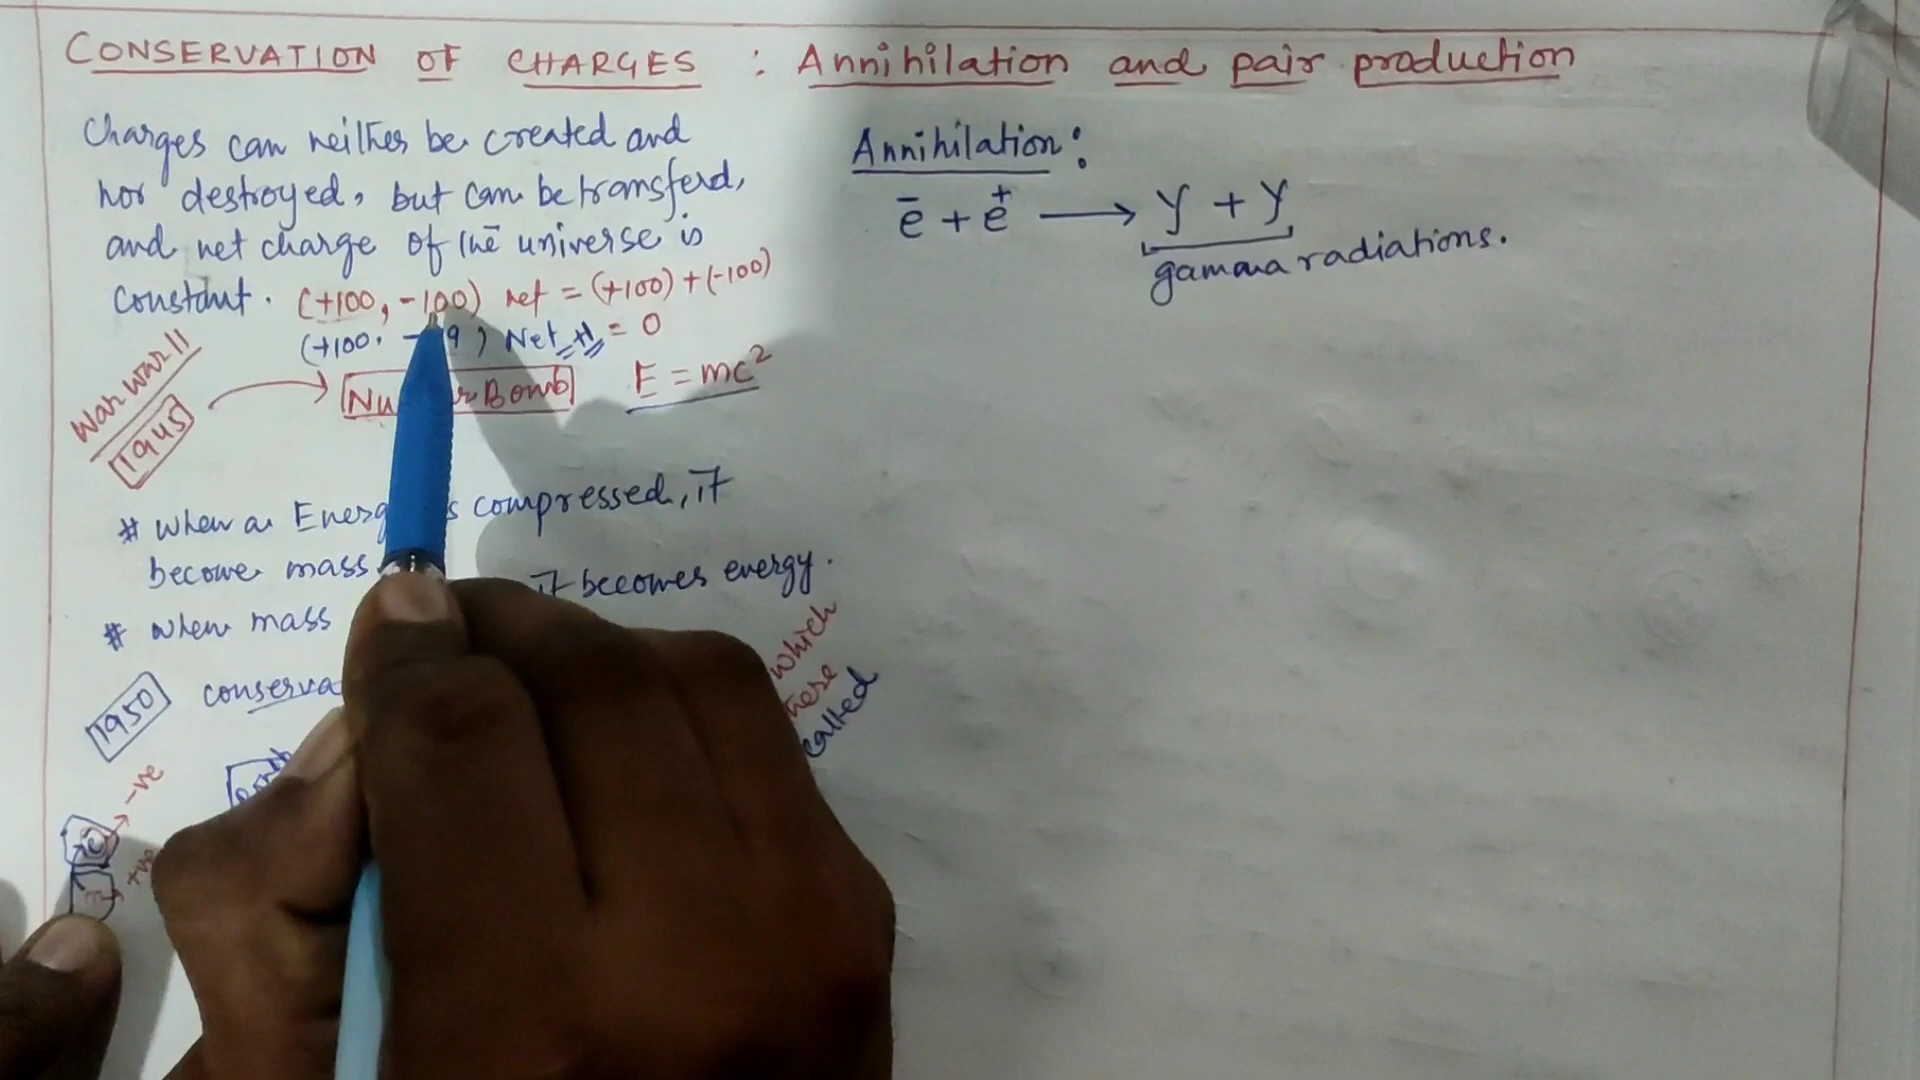 CONSERVATION OF CHARGES : Annihilation and pair production
Charges can neither be created and
nor destroyed, but can be transferd,
and net charge of the universe is
constant. (+100, -100) net = (+100) + (-100)
(+100, 9) Net +1 = 0
War war II
1945
Bomb
E = mc²
# when a compressed, it
become mass
# when mass it becomes energy.
1950
which
here
called
-ve
+ve
Annihilation:
e⁻ + e⁺ ⟶ γ + γ
gamma radiations.